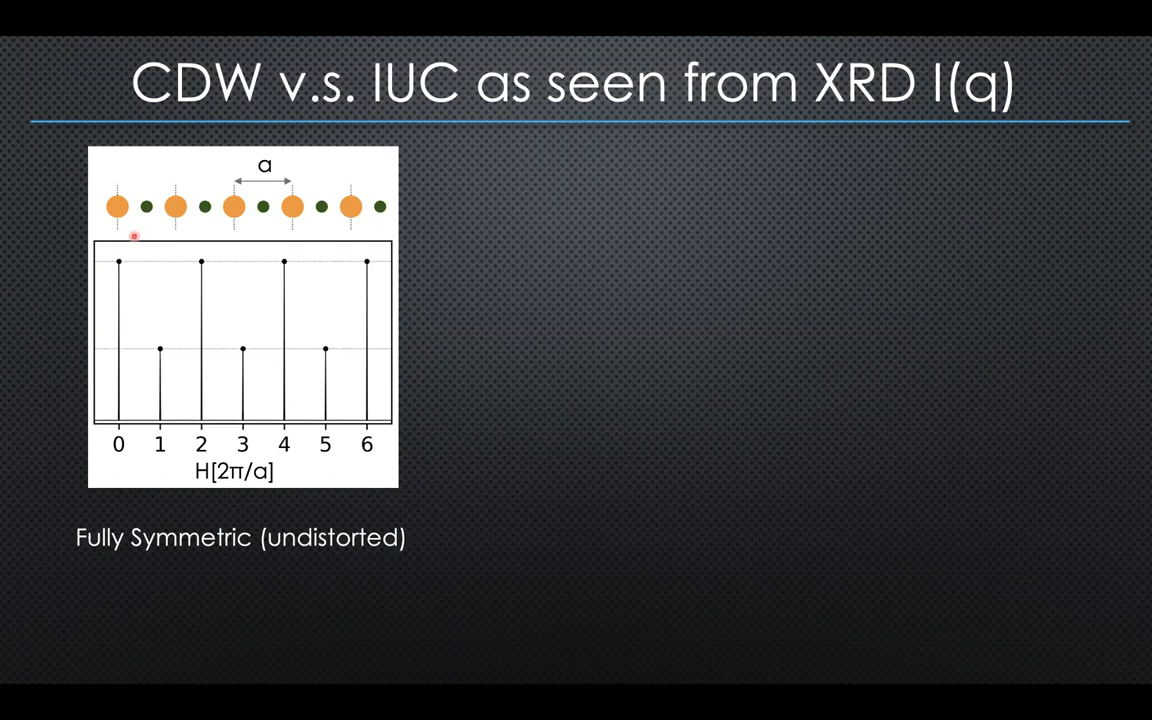 CDW v.s. IUC as seen from XRD I(q)
a
0 1 2 3 4 5 6
H[2π/a]
Fully Symmetric (undistorted)